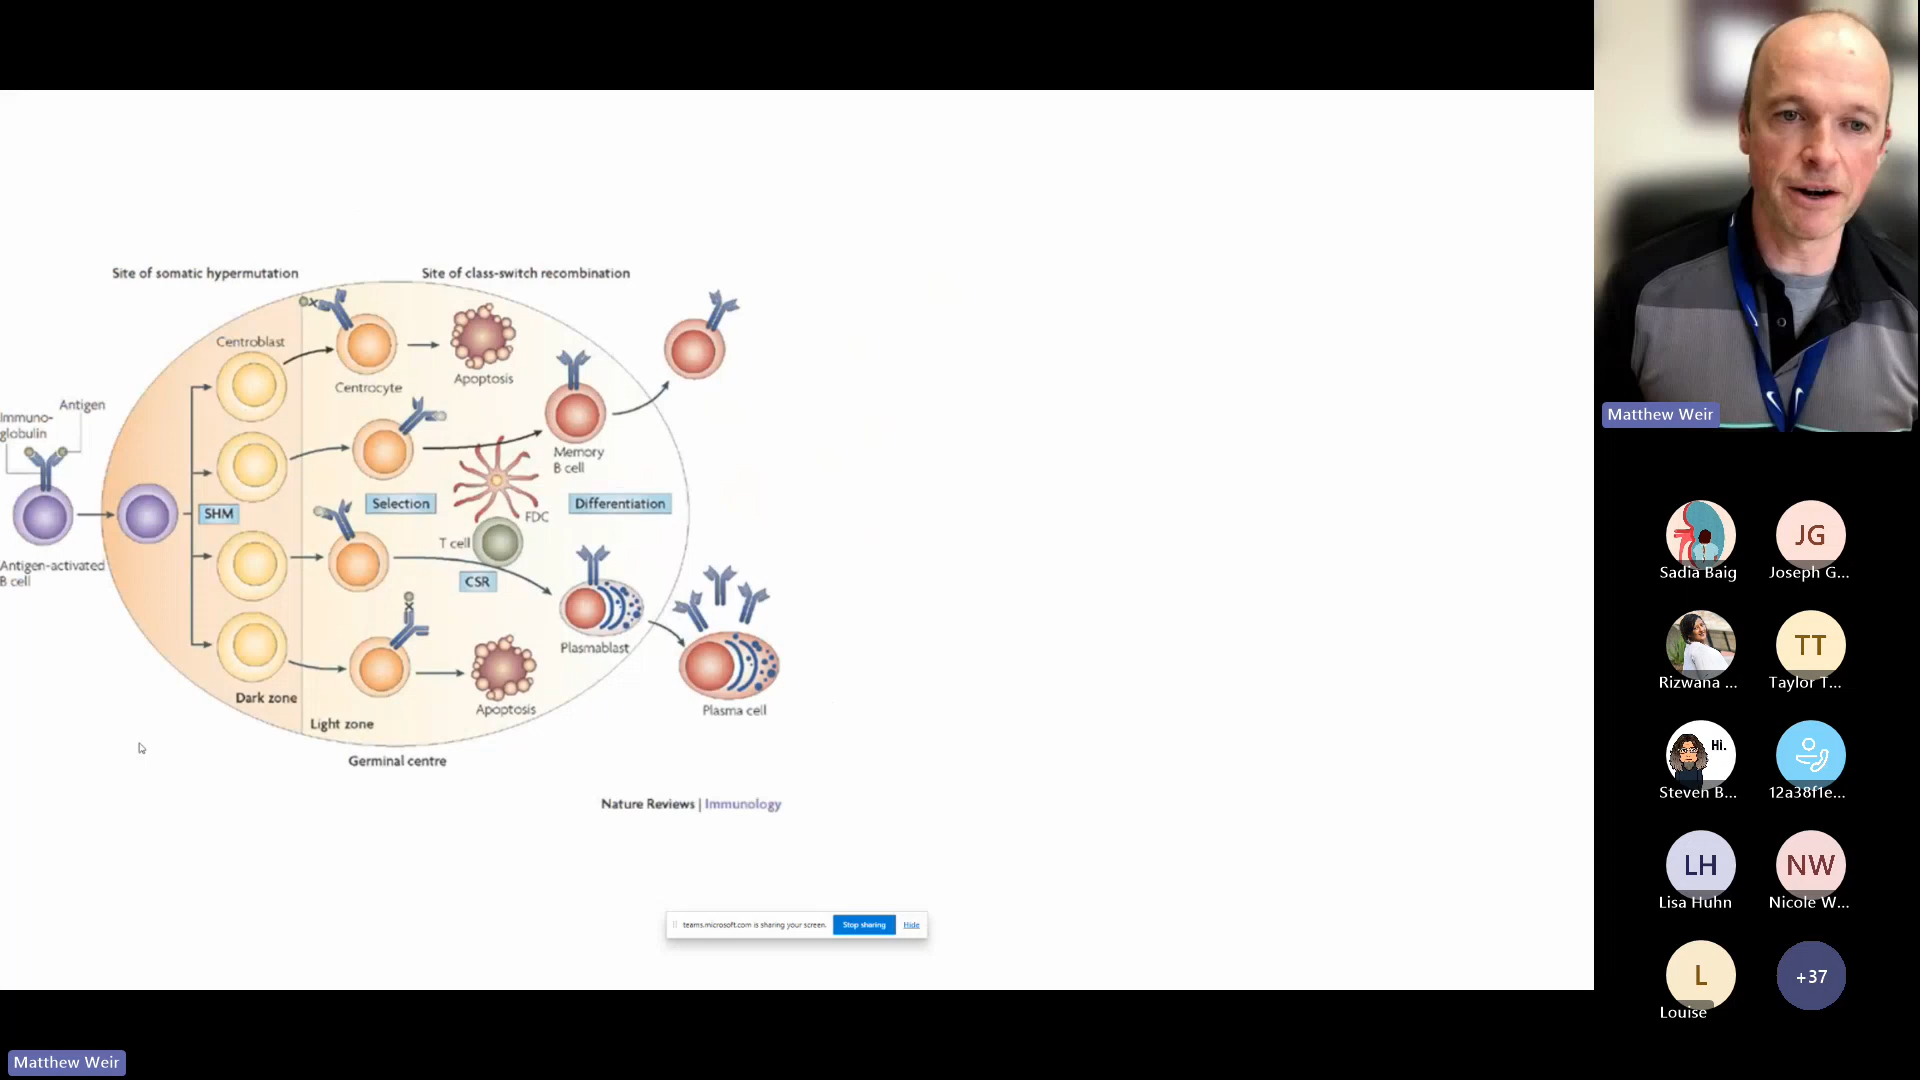 Site of somatic hypermutation
Site of class-switch recombination
Centroblast
Centrocyte
Apoptosis
Antigen
Immuno-
globulin
Memory
B cell
SHM
Selection
Differentiation
FDC
T cell
CSR
Antigen-activated
B cell
Plasmablast
Dark zone
Light zone
Apoptosis
Plasma cell
Germinal centre
Nature Reviews | Immunology
teams.microsoft.com is sharing your screen.
Stop sharing
Hide
Matthew Weir
Sadia Baig
JG
Joseph G...
Rizwana ...
TT
Taylor T...
Hi.
Steven B...
12a38f1e...
LH
Lisa Huhn
NW
Nicole W...
L
Louise
+37
Matthew Weir